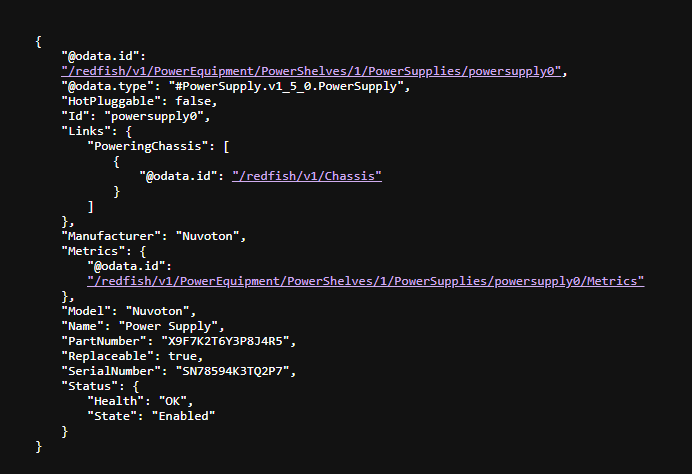 {
"@odata.id":
"/redfish/v1/PowerEquipment/PowerShelves/1/PowerSupplies/powersupply0",
"@odata.type": "#PowerSupply.v1_5_0.PowerSupply",
"HotPluggable": false,
"Id": "powersupply0",
"Links": {
"PoweringChassis": [
{
"@odata.id": "/redfish/v1/Chassis"
}
]
},
"Manufacturer": "Nuvoton",
"Metrics": {
"@odata.id":
"/redfish/v1/PowerEquipment/PowerShelves/1/PowerSupplies/powersupply0/Metrics"
},
"Model": "Nuvoton",
"Name": "Power Supply",
"PartNumber": "X9F7K2T6Y3P8J4R5",
"Replaceable": true,
"SerialNumber": "SN78594K3TQ2P7",
"Status": {
"Health": "OK",
"State": "Enabled"
}
}